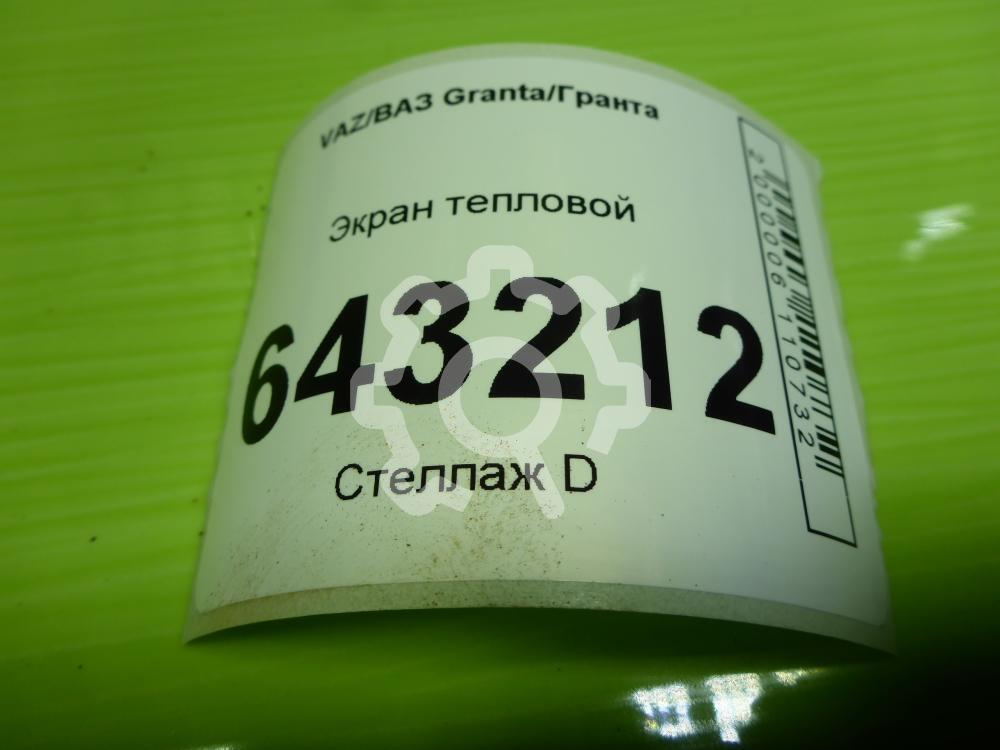 VAZ/ВАЗ Granta/Гранта
Экран тепловой
643212
Стеллаж D
2000006110732